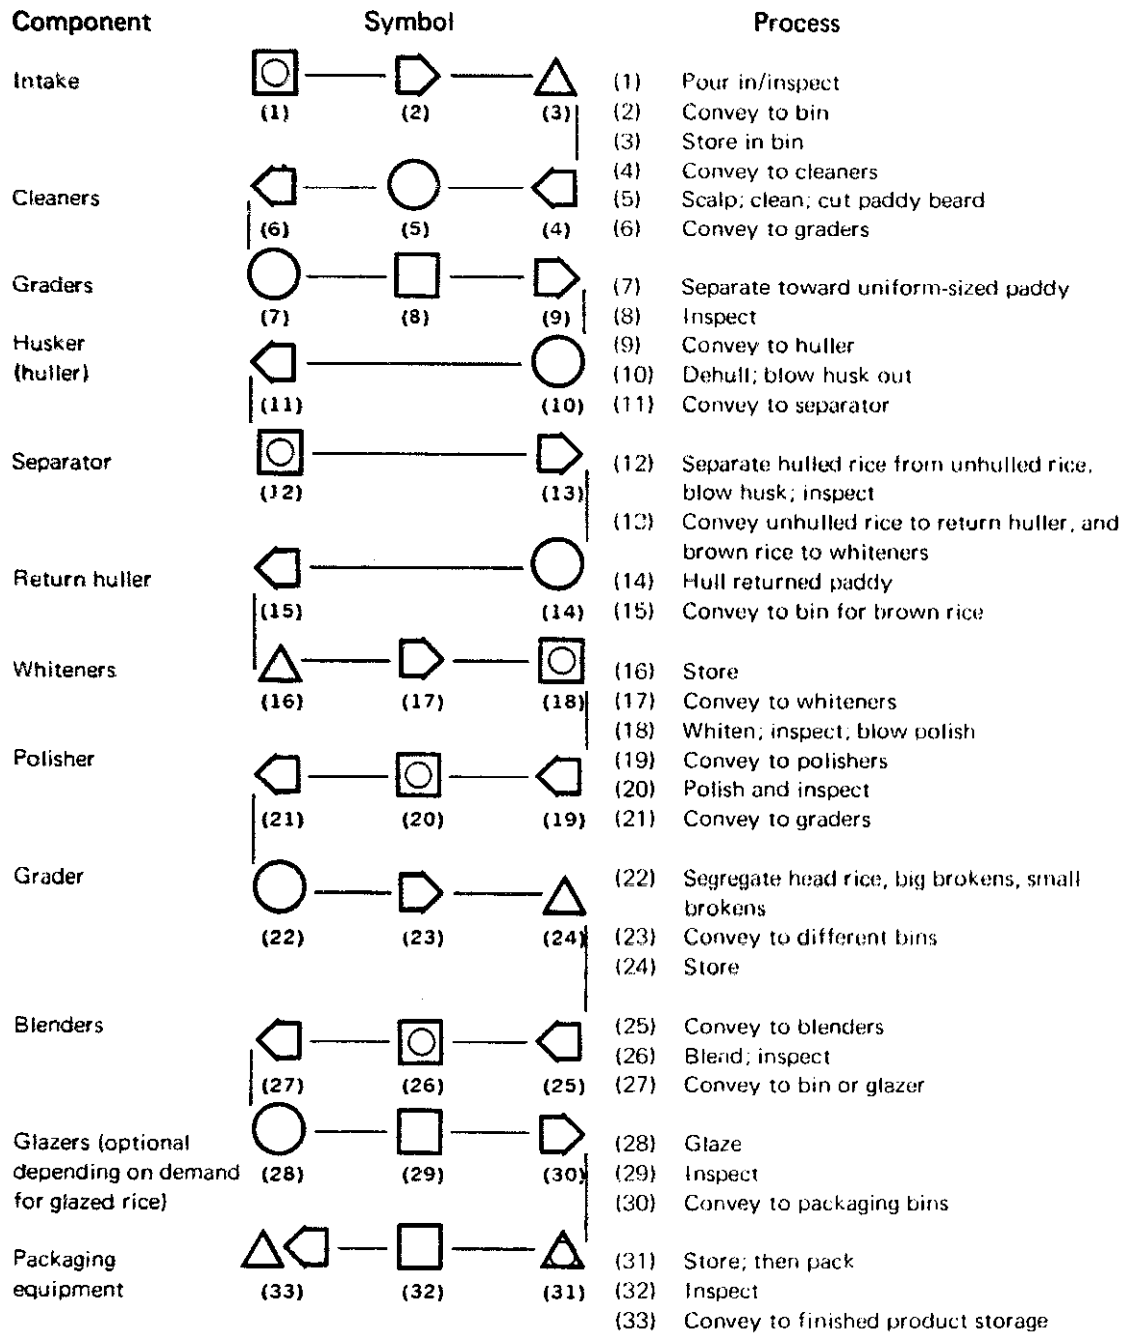 Component Symbol Process
Intake
(1) (2) (3)
(1) Pour in/inspect
(2) Convey to bin
(3) Store in bin
Cleaners
(6) (5) (4)
(4) Convey to cleaners
(5) Scalp; clean; cut paddy beard
(6) Convey to graders
Graders
(7) (8) (9)
(7) Separate toward uniform-sized paddy
(8) Inspect
(9) Convey to huller
Husker
(huller)
(11) (10)
(10) Dehull; blow husk out
(11) Convey to separator
Separator
(12) (13)
(12) Separate hulled rice from unhulled rice,
blow husk; inspect
(13) Convey unhulled rice to return huller, and
brown rice to whiteners
Return huller
(15) (14)
(14) Hull returned paddy
(15) Convey to bin for brown rice
Whiteners
(16) (17) (18)
(16) Store
(17) Convey to whiteners
(18) Whiten; inspect; blow polish
Polisher
(21) (20) (19)
(19) Convey to polishers
(20) Polish and inspect
(21) Convey to graders
Grader
(22) (23) (24)
(22) Segregate head rice, big brokens, small
brokens
(23) Convey to different bins
(24) Store
Blenders
(27) (26) (25)
(25) Convey to blenders
(26) Blend; inspect
(27) Convey to bin or glazer
Glazers (optional
depending on demand
for glazed rice)
(28) (29) (30)
(28) Glaze
(29) Inspect
(30) Convey to packaging bins
Packaging
equipment
(33) (32) (31)
(31) Store; then pack
(32) Inspect
(33) Convey to finished product storage